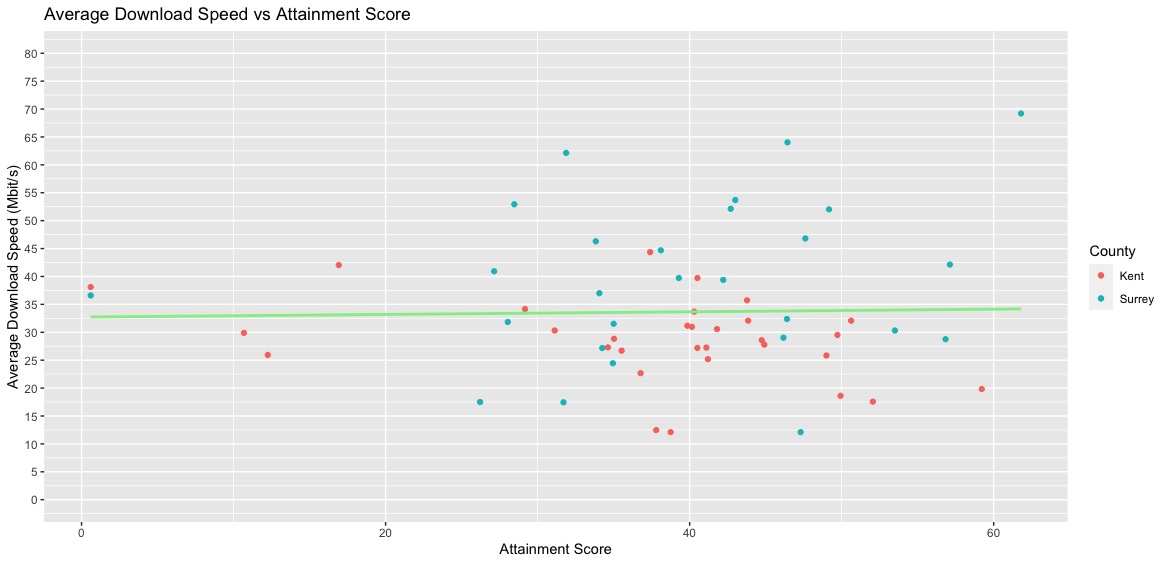 Average Download Speed vs Attainment Score
Average Download Speed (Mbit/s)
80
75
70
65
60
55
50
45
40
35
30
25
20
15
10
5
0
0 20 40 60
Attainment Score
County
Kent
Surrey